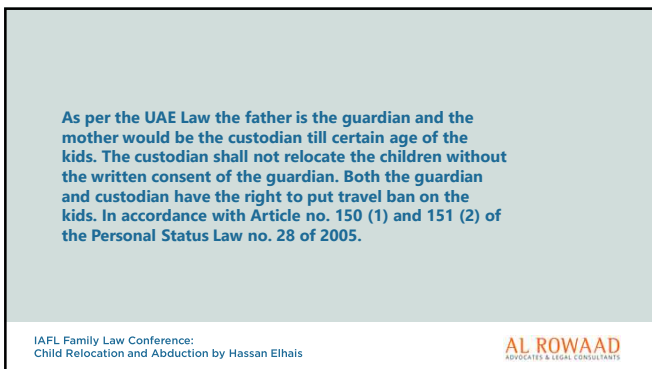 As per the UAE Law the father is the guardian and the
mother would be the custodian till certain age of the
kids. The custodian shall not relocate the children without
the written consent of the guardian. Both the guardian
and custodian have the right to put travel ban on the
kids. In accordance with Article no. 150 (1) and 151 (2) of
the Personal Status Law no. 28 of 2005.
IAFL Family Law Conference:
Child Relocation and Abduction by Hassan Elhais
AL ROWAAD
ADVOCATES & LEGAL CONSULTANTS